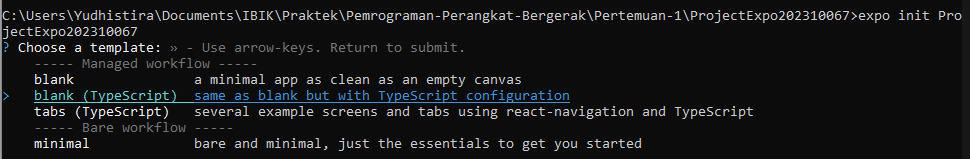 C:\Users\Yudhistira\Documents\IBIK\Praktek\Pemrograman-Perangkat-Bergerak\Pertemuan-1\ProjectExpo202310067>expo init Pro
jectExpo202310067
? Choose a template: » - Use arrow-keys. Return to submit.
----- Managed workflow -----
blank a minimal app as clean as an empty canvas
> blank (TypeScript) same as blank but with TypeScript configuration
tabs (TypeScript) several example screens and tabs using react-navigation and TypeScript
----- Bare workflow -----
minimal bare and minimal, just the essentials to get you started